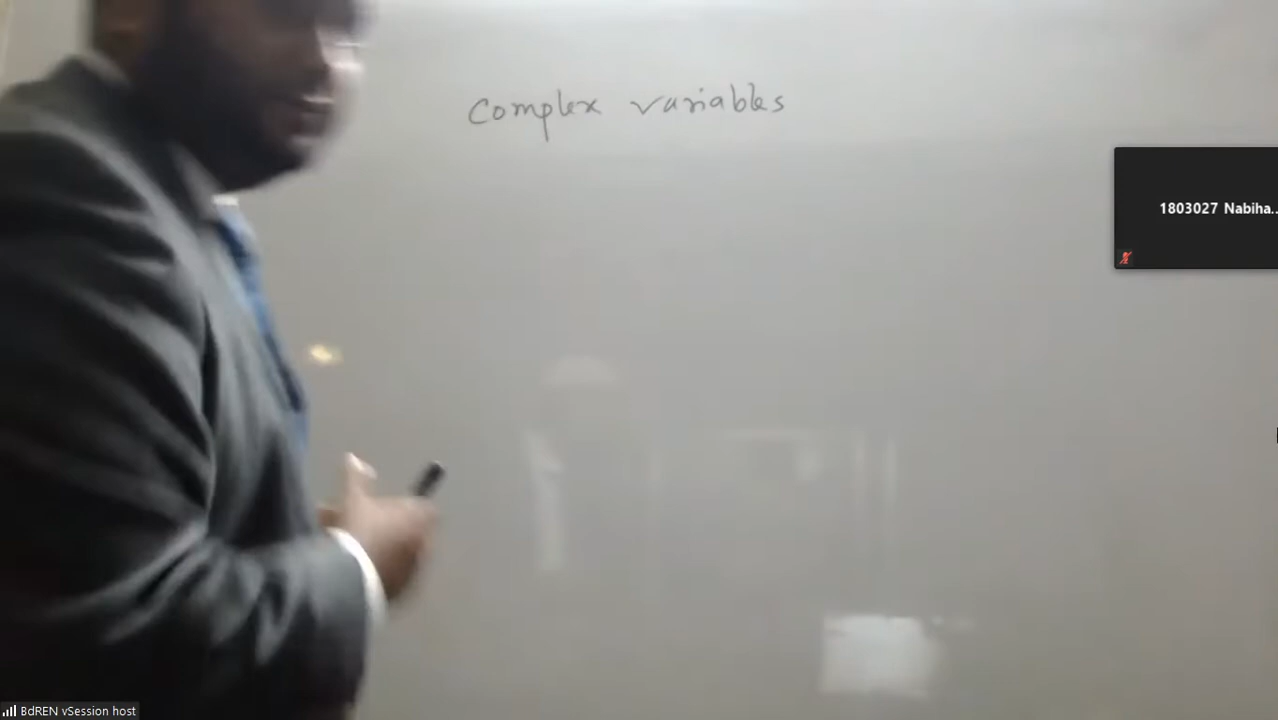 Complex variables
1803027 Nabiha...
BdREN vSession host